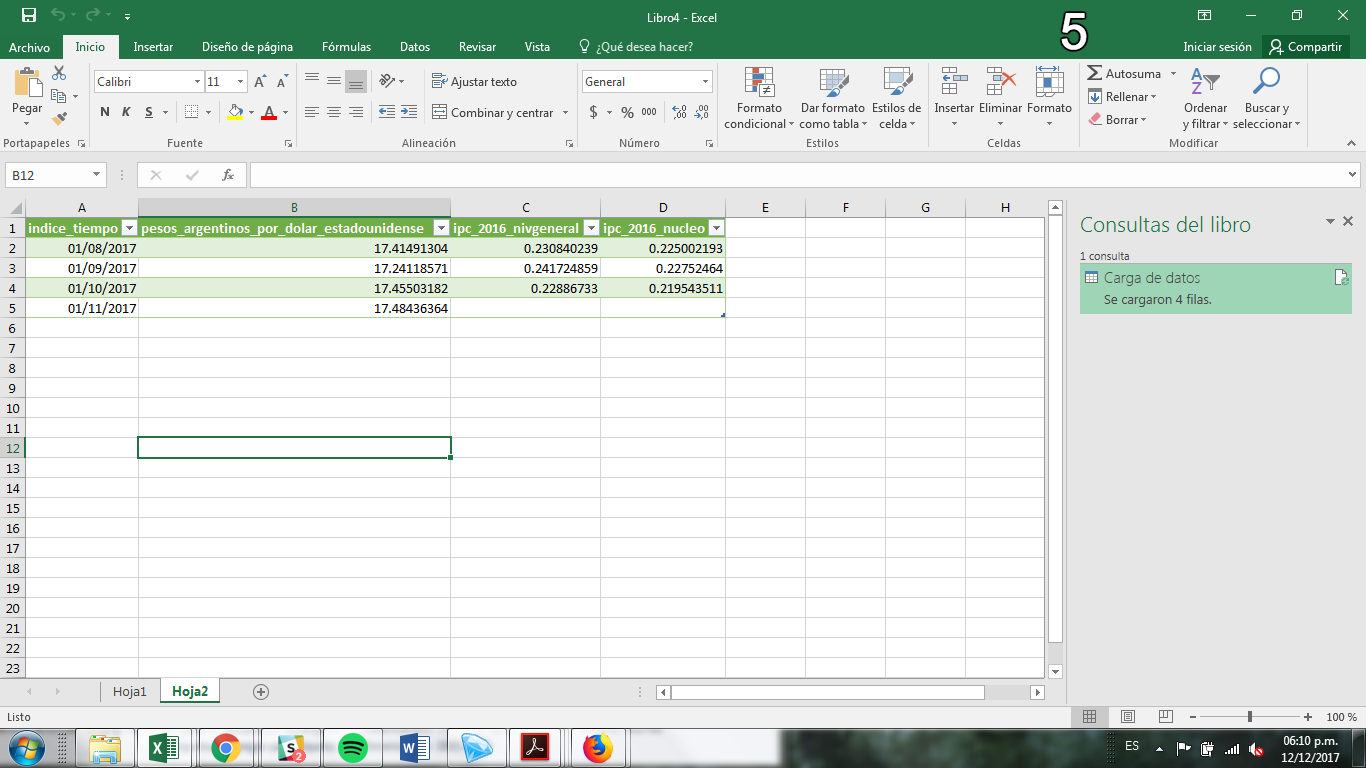 Libro4 - Excel
5
Archivo Inicio Insertar Diseño de página Fórmulas Datos Revisar Vista ¿Qué desea hacer? Iniciar sesión Compartir
Pegar
Calibri 11
N K S
Ajustar texto
Combinar y centrar
General
$ % 000
Formato condicional
Dar formato como tabla
Estilos de celda
Insertar Eliminar Formato
Autosuma
Rellenar
Borrar
Ordenar y filtrar
Buscar y seleccionar
Portapapeles Fuente Alineación Número Estilos Celdas Modificar
B12 fx
A B C D E F G H
1 indice_tiempo pesos_argentinos_por_dolar_estadounidense ipc_2016_nivgeneral ipc_2016_nucleo
2 01/08/2017 17.41491304 0.230840239 0.225002193
3 01/09/2017 17.24118571 0.241724859 0.22752464
4 01/10/2017 17.45503182 0.22886733 0.219543511
5 01/11/2017 17.48436364
6
7
8
9
10
11
12
13
14
15
16
17
18
19
20
21
22
23
Consultas del libro
1 consulta
Carga de datos
Se cargaron 4 filas.
Hoja1 Hoja2
Listo
100 %
ES
06:10 p.m.
12/12/2017